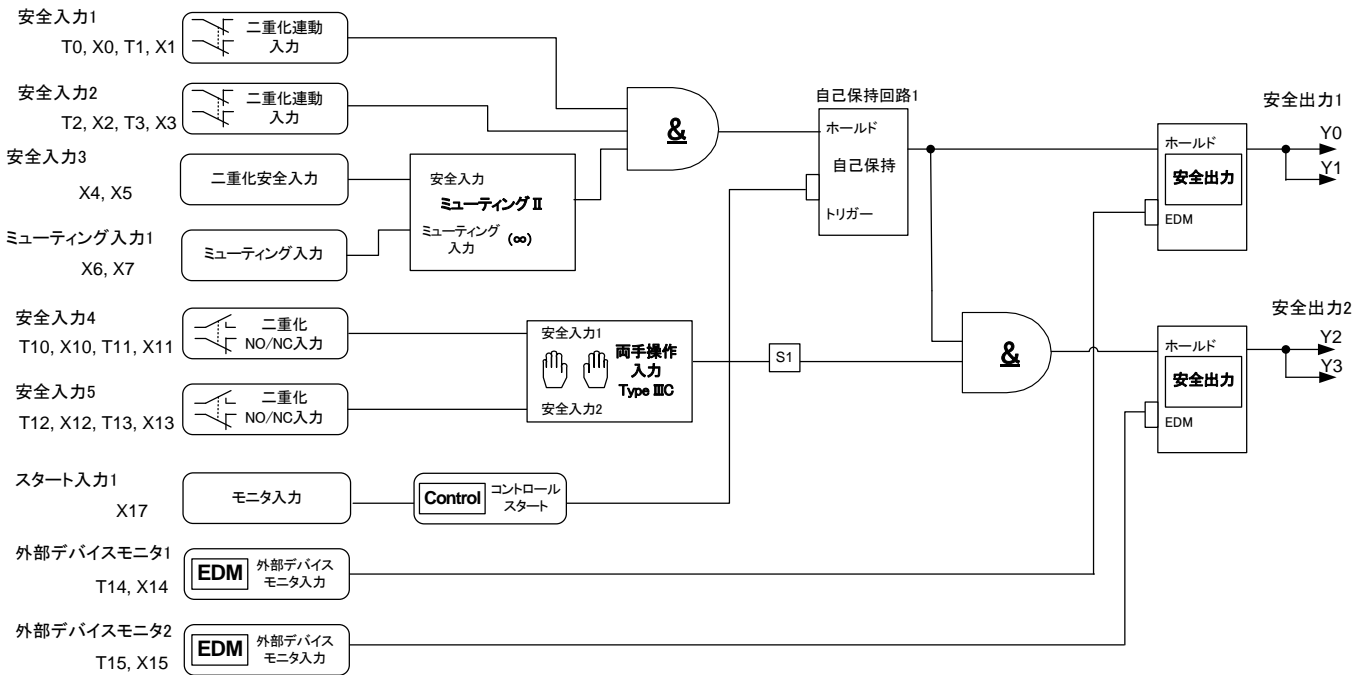 安全入力1
T0, X0, T1, X1
二重化連動
入力
安全入力2
T2, X2, T3, X3
二重化連動
入力
安全入力3
X4, X5
二重化安全入力
ミューティング入力1
X6, X7
ミューティング入力
安全入力
ミューティングⅡ
ミューティング
入力
(∞)
&
自己保持回路1
ホールド
自己保持
トリガー
安全入力4
T10, X10, T11, X11
二重化
NO/NC入力
安全入力5
T12, X12, T13, X13
二重化
NO/NC入力
安全入力1
両手操作
入力
Type ⅢC
安全入力2
S1
&
スタート入力1
X17
モニタ入力
Control
コントロール
スタート
外部デバイスモニタ1
T14, X14
EDM
外部デバイス
モニタ入力
外部デバイスモニタ2
T15, X15
EDM
外部デバイス
モニタ入力
安全出力1
ホールド
安全出力
EDM
Y0
Y1
安全出力2
ホールド
安全出力
EDM
Y2
Y3